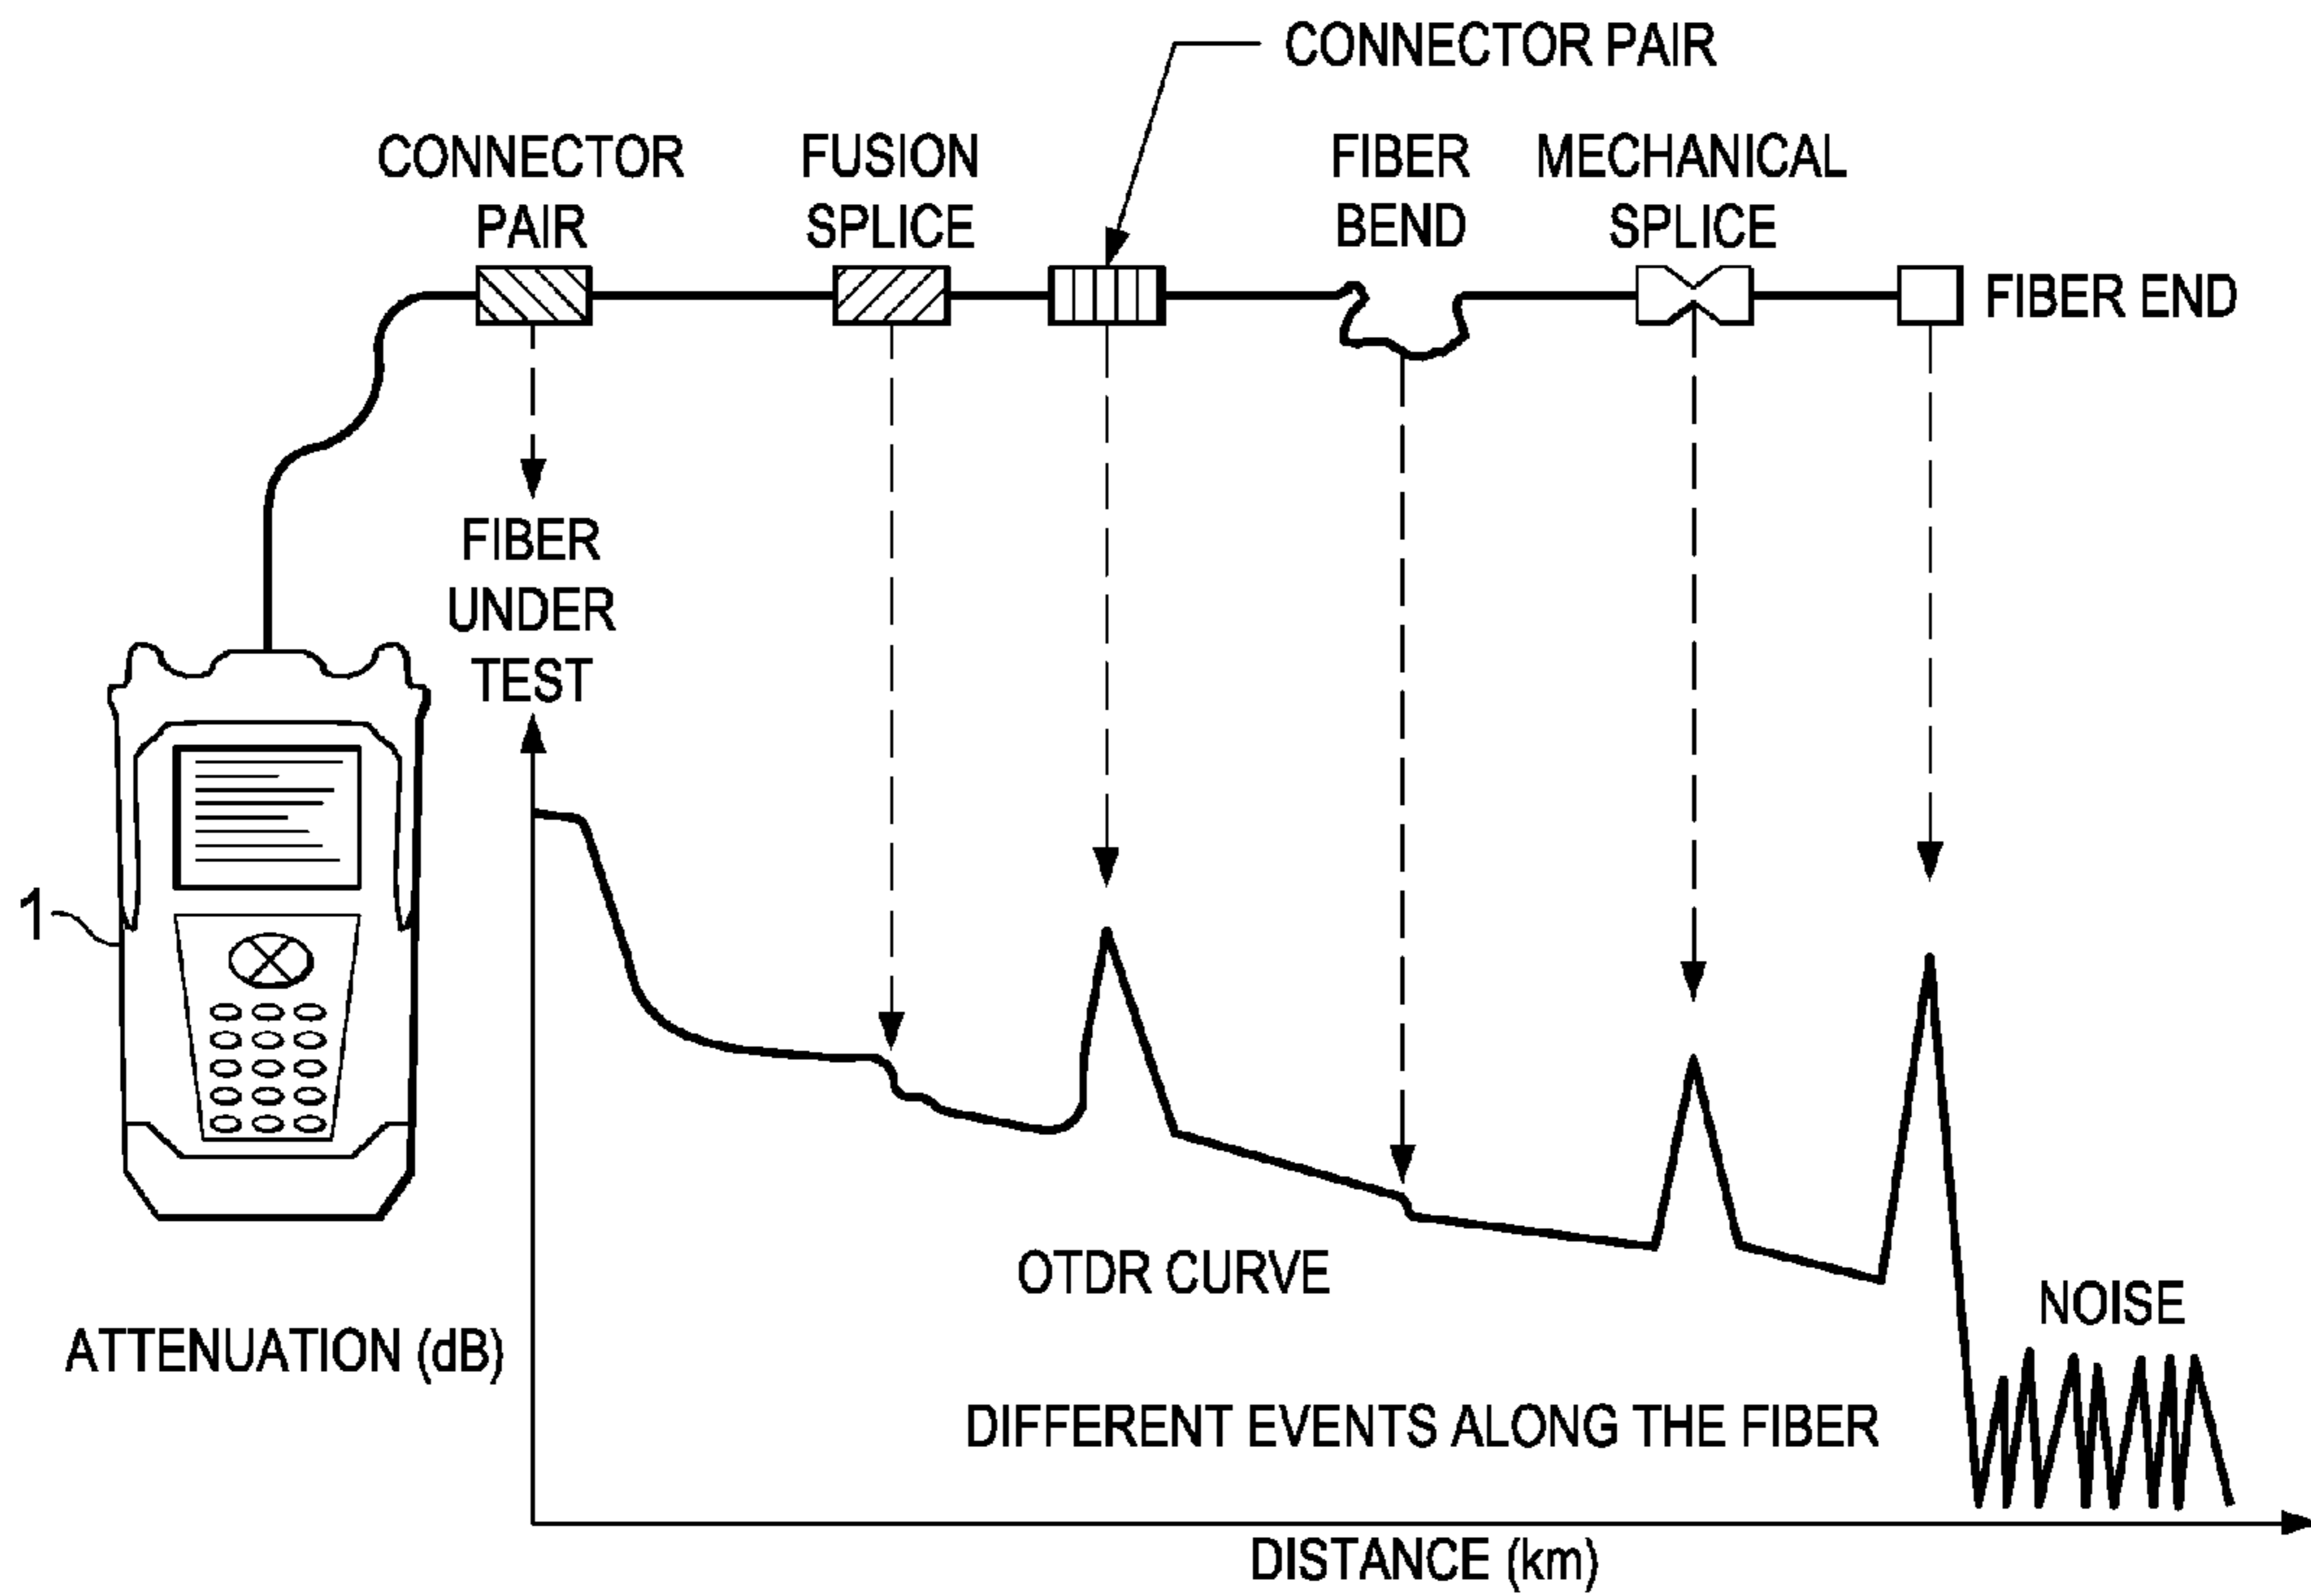 CONNECTOR PAIR
CONNECTOR
PAIR
FUSION
SPLICE
FIBER
BEND
MECHANICAL
SPLICE
FIBER END
FIBER
UNDER
TEST
1
OTDR CURVE
NOISE
ATTENUATION (dB)
DIFFERENT EVENTS ALONG THE FIBER
DISTANCE (km)